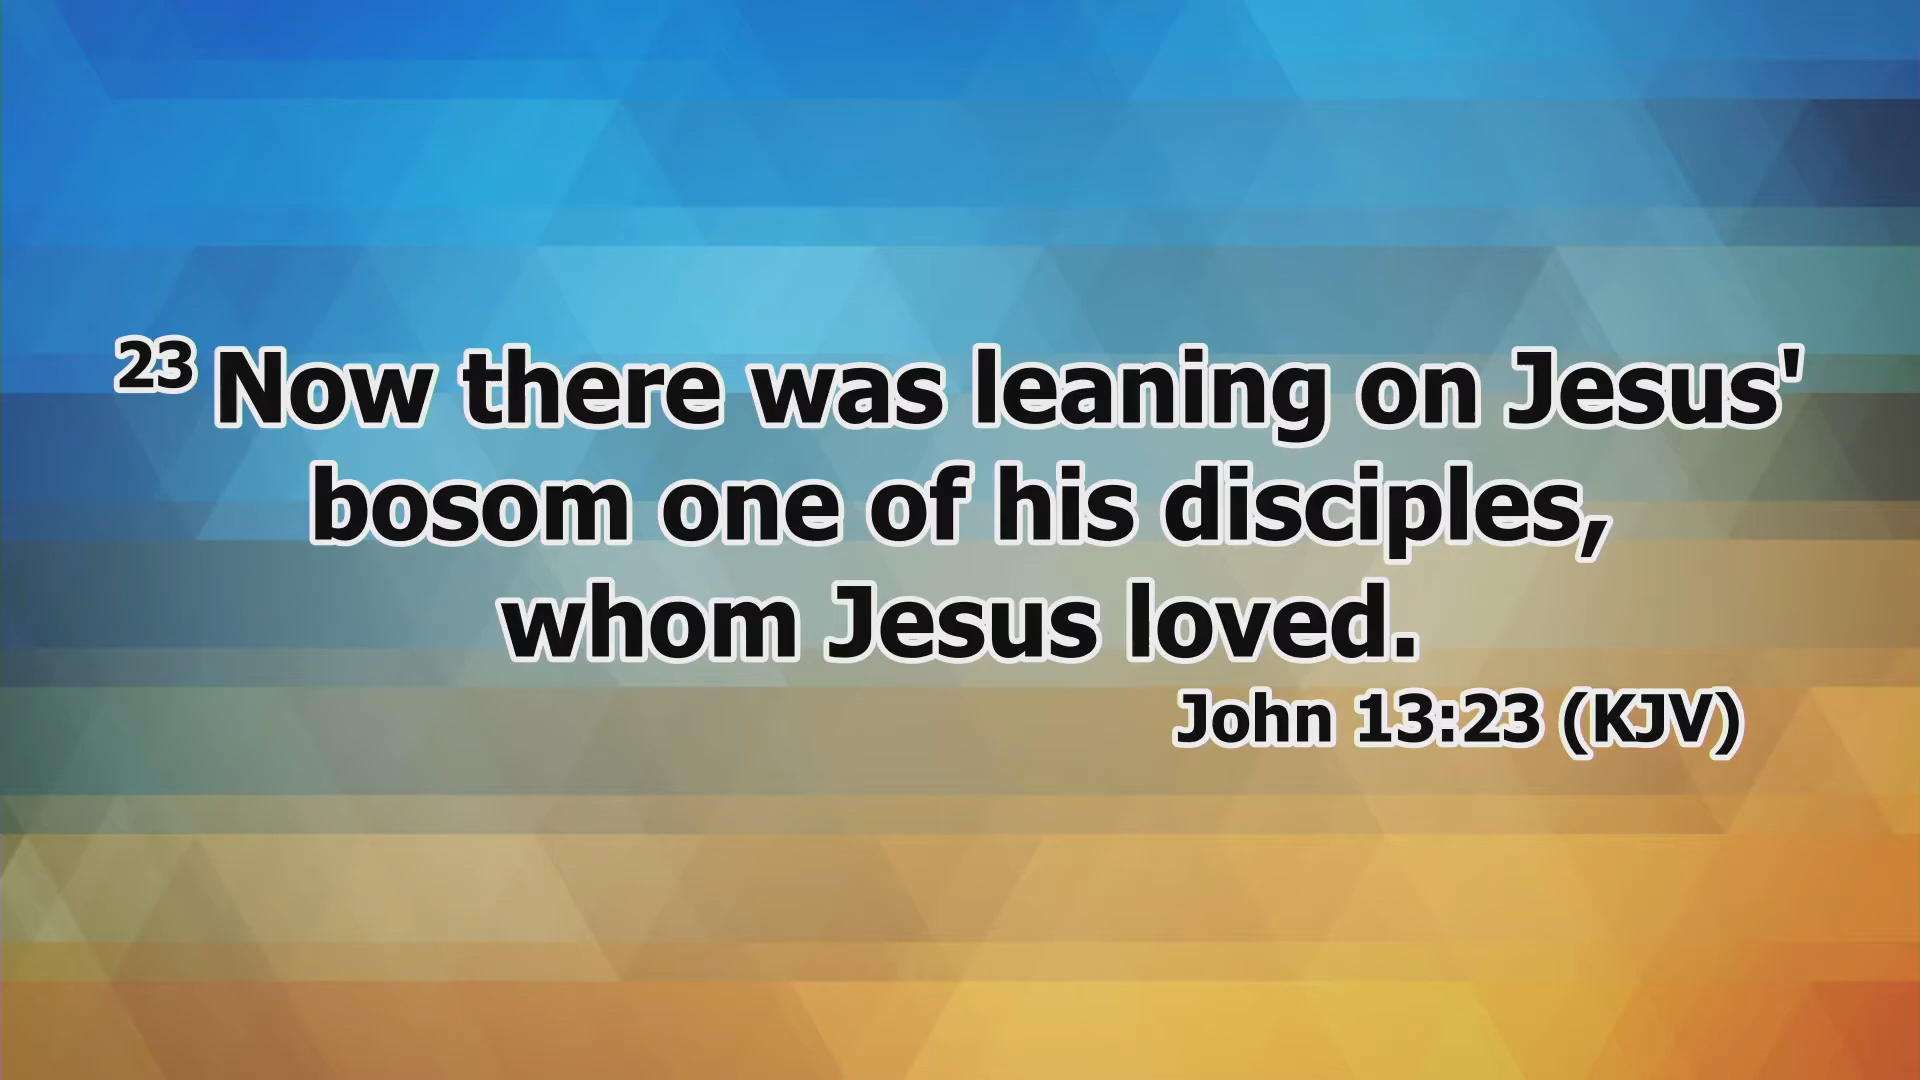 23 Now there was leaning on Jesus'
bosom one of his disciples,
whom Jesus loved.
John 13:23 (KJV)